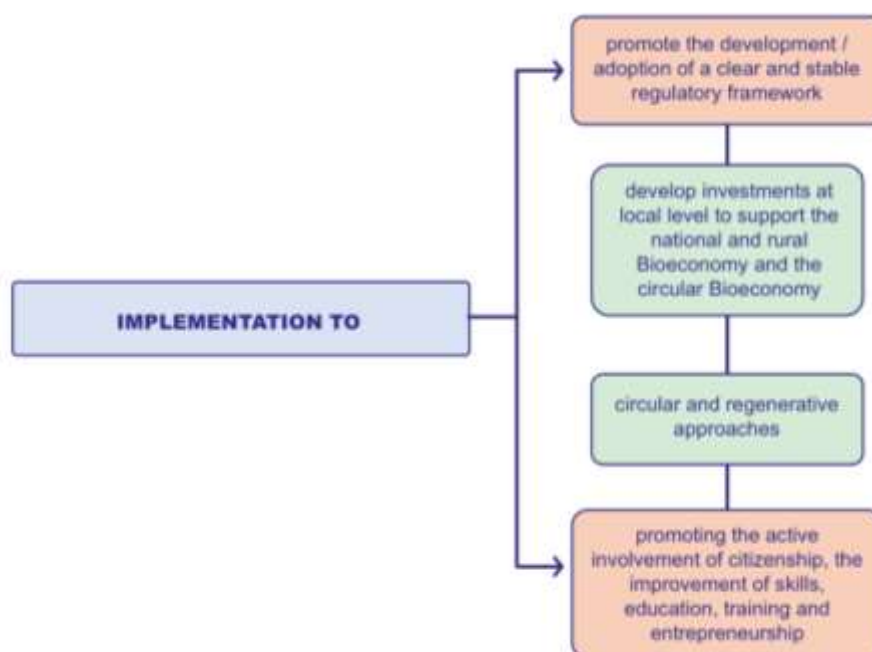 promote the development /
adoption of a clear and stable
regulatory framework
develop investments at
local level to support the
national and rural
Bioeconomy and the
circular Bioeconomy
IMPLEMENTATION TO
circular and regenerative
approaches
promoting the active
involvement of citizenship, the
improvement of skills,
education, training and
entrepreneurship